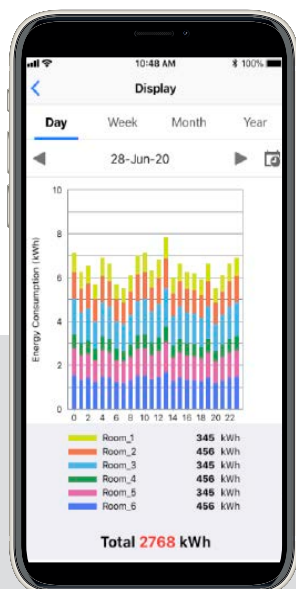 10:48 AM
100%
Display
Day Week Month Year
28-Jun-20
Energy Consumption (kWh)
10
8
6
4
2
0
0 2 4 6 8 10 12 14 16 18 20 22
Room_1 345 kWh
Room_2 456 kWh
Room_3 345 kWh
Room_4 456 kWh
Room_5 345 kWh
Room_6 456 kWh
Total 2768 kWh